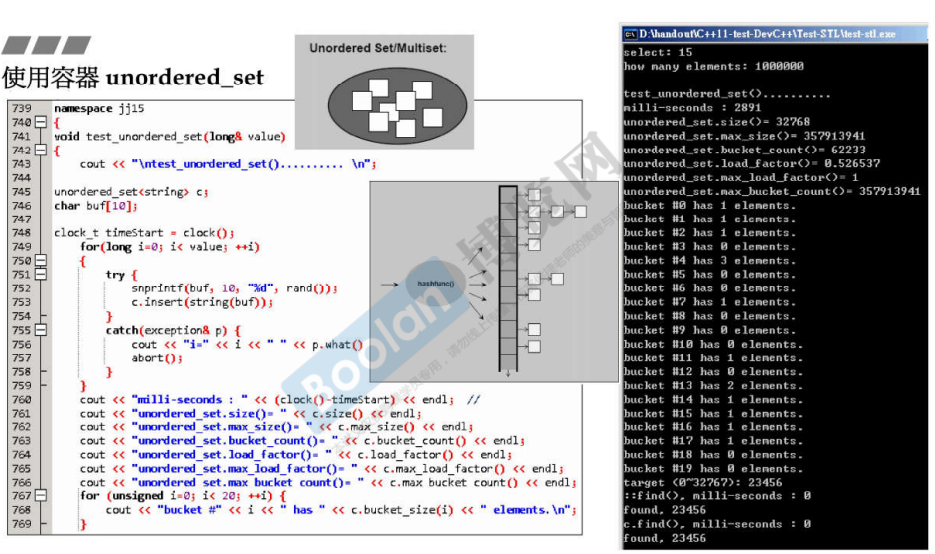 使用容器 unordered_set
Unordered Set/Multiset:
739 namespace jj15
740 {
741 void test_unordered_set(long& value)
742 {
743 cout << "\ntest_unordered_set().......... \n";
744
745 unordered_set<string> c;
746 char buf[10];
747
748 clock_t timeStart = clock();
749 for(long i=0; i< value; ++i)
750 {
751 try {
752 snprintf(buf, 10, "%d", rand());
753 c.insert(string(buf));
754 }
755 catch(exception& p) {
756 cout << "i=" << i << " " << p.what()
757 abort();
758 }
759 }
760 cout << "milli-seconds : " << (clock()-timeStart) << endl; //
761 cout << "unordered_set.size()= " << c.size() << endl;
762 cout << "unordered_set.max_size()= " << c.max_size() << endl;
763 cout << "unordered_set.bucket_count()= " << c.bucket_count() << endl;
764 cout << "unordered_set.load_factor()= " << c.load_factor() << endl;
765 cout << "unordered_set.max_load_factor()= " << c.max_load_factor() << endl;
766 cout << "unordered_set.max_bucket_count()= " << c.max_bucket_count() << endl;
767 for (unsigned i=0; i< 20; ++i) {
768 cout << "bucket #" << i << " has " << c.bucket_size(i) << " elements.\n";
769 }
hashfunc()
Boolan 博览网
D:\handout\C++11-test-DevC++\Test-STL\test-stl.exe
select: 15
how many elements: 1000000
test_unordered_set()..........
milli-seconds : 2891
unordered_set.size()= 32768
unordered_set.max_size()= 357913941
unordered_set.bucket_count()= 62233
unordered_set.load_factor()= 0.526537
unordered_set.max_load_factor()= 1
unordered_set.max_bucket_count()= 357913941
bucket #0 has 1 elements.
bucket #1 has 1 elements.
bucket #2 has 1 elements.
bucket #3 has 0 elements.
bucket #4 has 3 elements.
bucket #5 has 0 elements.
bucket #6 has 0 elements.
bucket #7 has 1 elements.
bucket #8 has 0 elements.
bucket #9 has 0 elements.
bucket #10 has 0 elements.
bucket #11 has 1 elements.
bucket #12 has 0 elements.
bucket #13 has 2 elements.
bucket #14 has 1 elements.
bucket #15 has 1 elements.
bucket #16 has 1 elements.
bucket #17 has 1 elements.
bucket #18 has 0 elements.
bucket #19 has 0 elements.
target (0~32767): 23456
::find(), milli-seconds : 0
found, 23456
c.find(), milli-seconds : 0
found, 23456